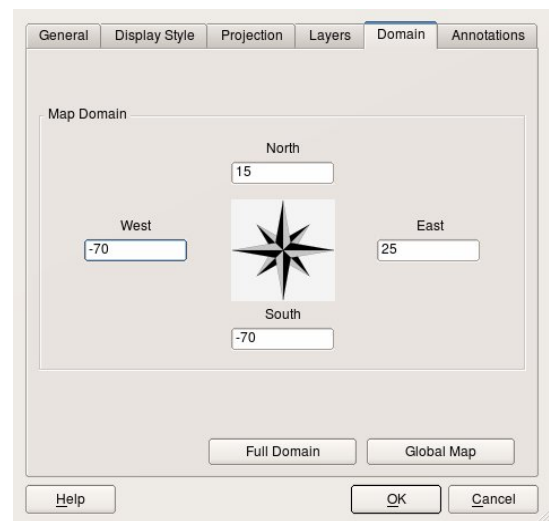 General Display Style Projection Layers Domain Annotations
Map Domain
North
15
West East
-70 25
South
-70
Full Domain Global Map
Help OK Cancel